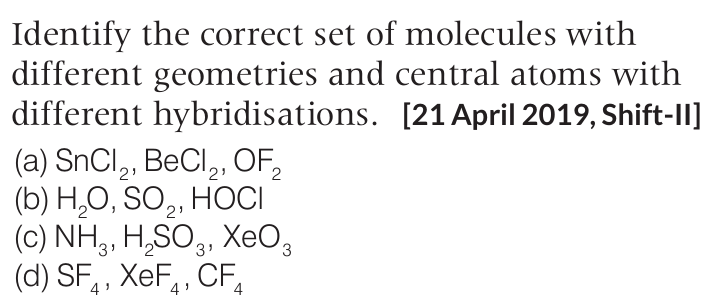 Identify the correct set of molecules with
different geometries and central atoms with
different hybridisations. [21 April 2019, Shift-II]
(a) SnCl₂, BeCl₂, OF₂
(b) H₂O, SO₂, HOCl
(c) NH₃, H₂SO₃, XeO₃
(d) SF₄, XeF₄, CF₄